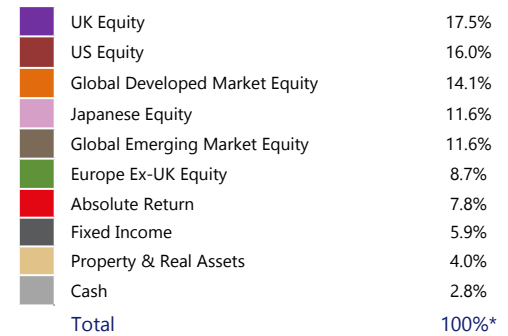 UK Equity 17.5%
US Equity 16.0%
Global Developed Market Equity 14.1%
Japanese Equity 11.6%
Global Emerging Market Equity 11.6%
Europe Ex-UK Equity 8.7%
Absolute Return 7.8%
Fixed Income 5.9%
Property & Real Assets 4.0%
Cash 2.8%
Total 100%*